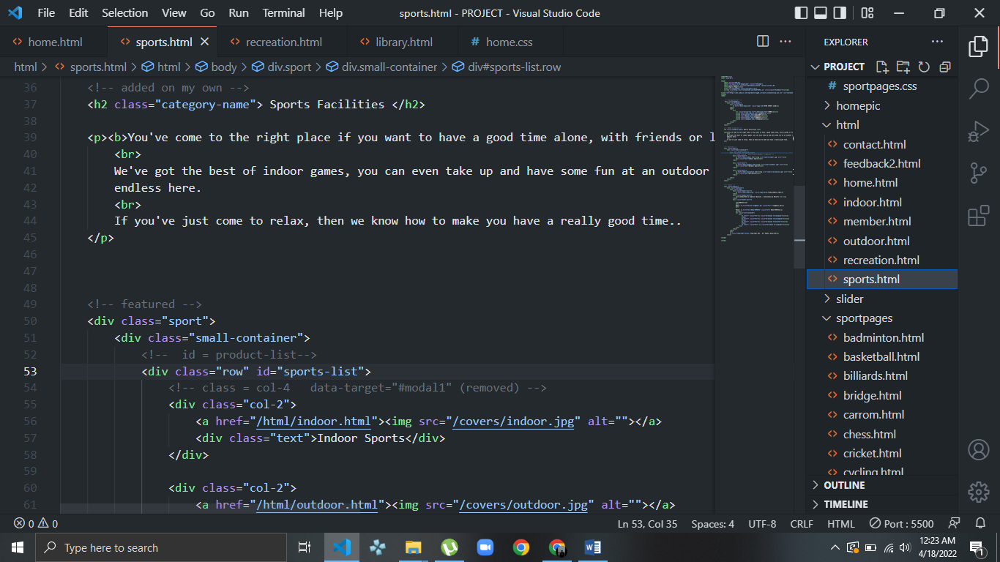 File Edit Selection View Go Run Terminal Help sports.html - PROJECT - Visual Studio Code
home.html sports.html recreation.html library.html # home.css
html > sports.html > html > body > div.sport > div.small-container > div#sports-list.row
36 <!-- added on my own -->
37 <h2 class="category-name"> Sports Facilities </h2>
38
39 <p><b>You've come to the right place if you want to have a good time alone, with friends or l
40 <br>
41 We've got the best of indoor games, you can even take up and have some fun at an outdoor
42 endless here.
43 <br>
44 If you've just come to relax, then we know how to make you have a really good time..
45 </p>
46
47
48
49 <!-- featured -->
50 <div class="sport">
51 <div class="small-container">
52 <!--  id = product-list-->
53 <div class="row" id="sports-list">
54 <!-- class = col-4   data-target="#modal1" (removed) -->
55 <div class="col-2">
56 <a href="/html/indoor.html"><img src="/covers/indoor.jpg" alt=""></a>
57 <div class="text">Indoor Sports</div>
58 </div>
59
60 <div class="col-2">
61 <a href="/html/outdoor.html"><img src="/covers/outdoor.jpg" alt=""></a>
EXPLORER
PROJECT
# sportpages.css
homepic
html
contact.html
feedback2.html
home.html
indoor.html
member.html
outdoor.html
recreation.html
sports.html
slider
sportpages
badminton.html
basketball.html
billiards.html
bridge.html
carrom.html
chess.html
cricket.html
cycling.html
OUTLINE
TIMELINE
0 0 Ln 53, Col 35 Spaces: 4 UTF-8 CRLF HTML Port : 5500
Type here to search
12:23 AM
4/18/2022
1